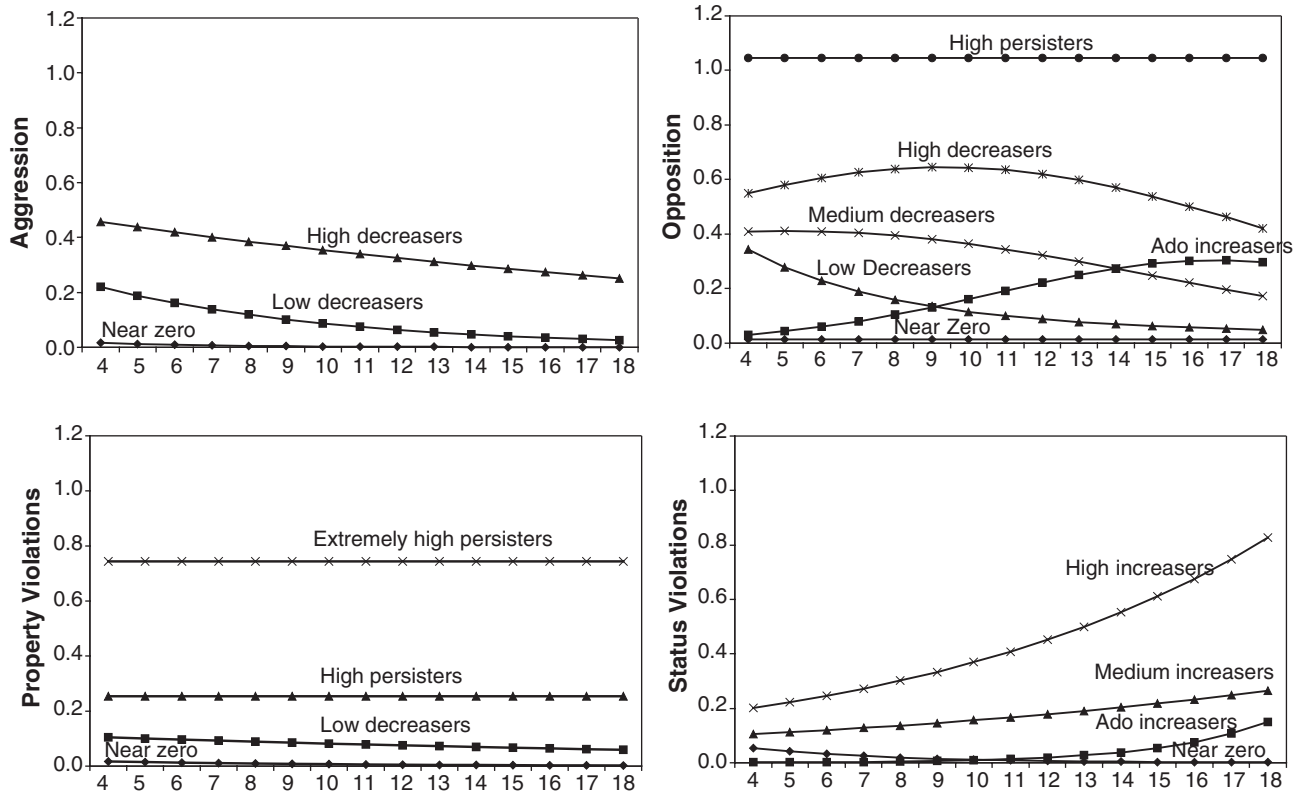 Aggression
1.2
1.0
0.8
0.6
0.4
0.2
0.0
High decreasers
Low decreasers
Near zero
4 5 6 7 8 9 10 11 12 13 14 15 16 17 18
Opposition
1.2
1.0
0.8
0.6
0.4
0.2
0.0
High persisters
High decreasers
Medium decreasers
Ado increasers
Low Decreasers
Near Zero
4 5 6 7 8 9 10 11 12 13 14 15 16 17 18
Property Violations
1.2
1.0
0.8
0.6
0.4
0.2
0.0
Extremely high persisters
High persisters
Low decreasers
Near zero
4 5 6 7 8 9 10 11 12 13 14 15 16 17 18
Status Violations
1.2
1.0
0.8
0.6
0.4
0.2
0.0
High increasers
Medium increasers
Ado increasers
Near zero
4 5 6 7 8 9 10 11 12 13 14 15 16 17 18